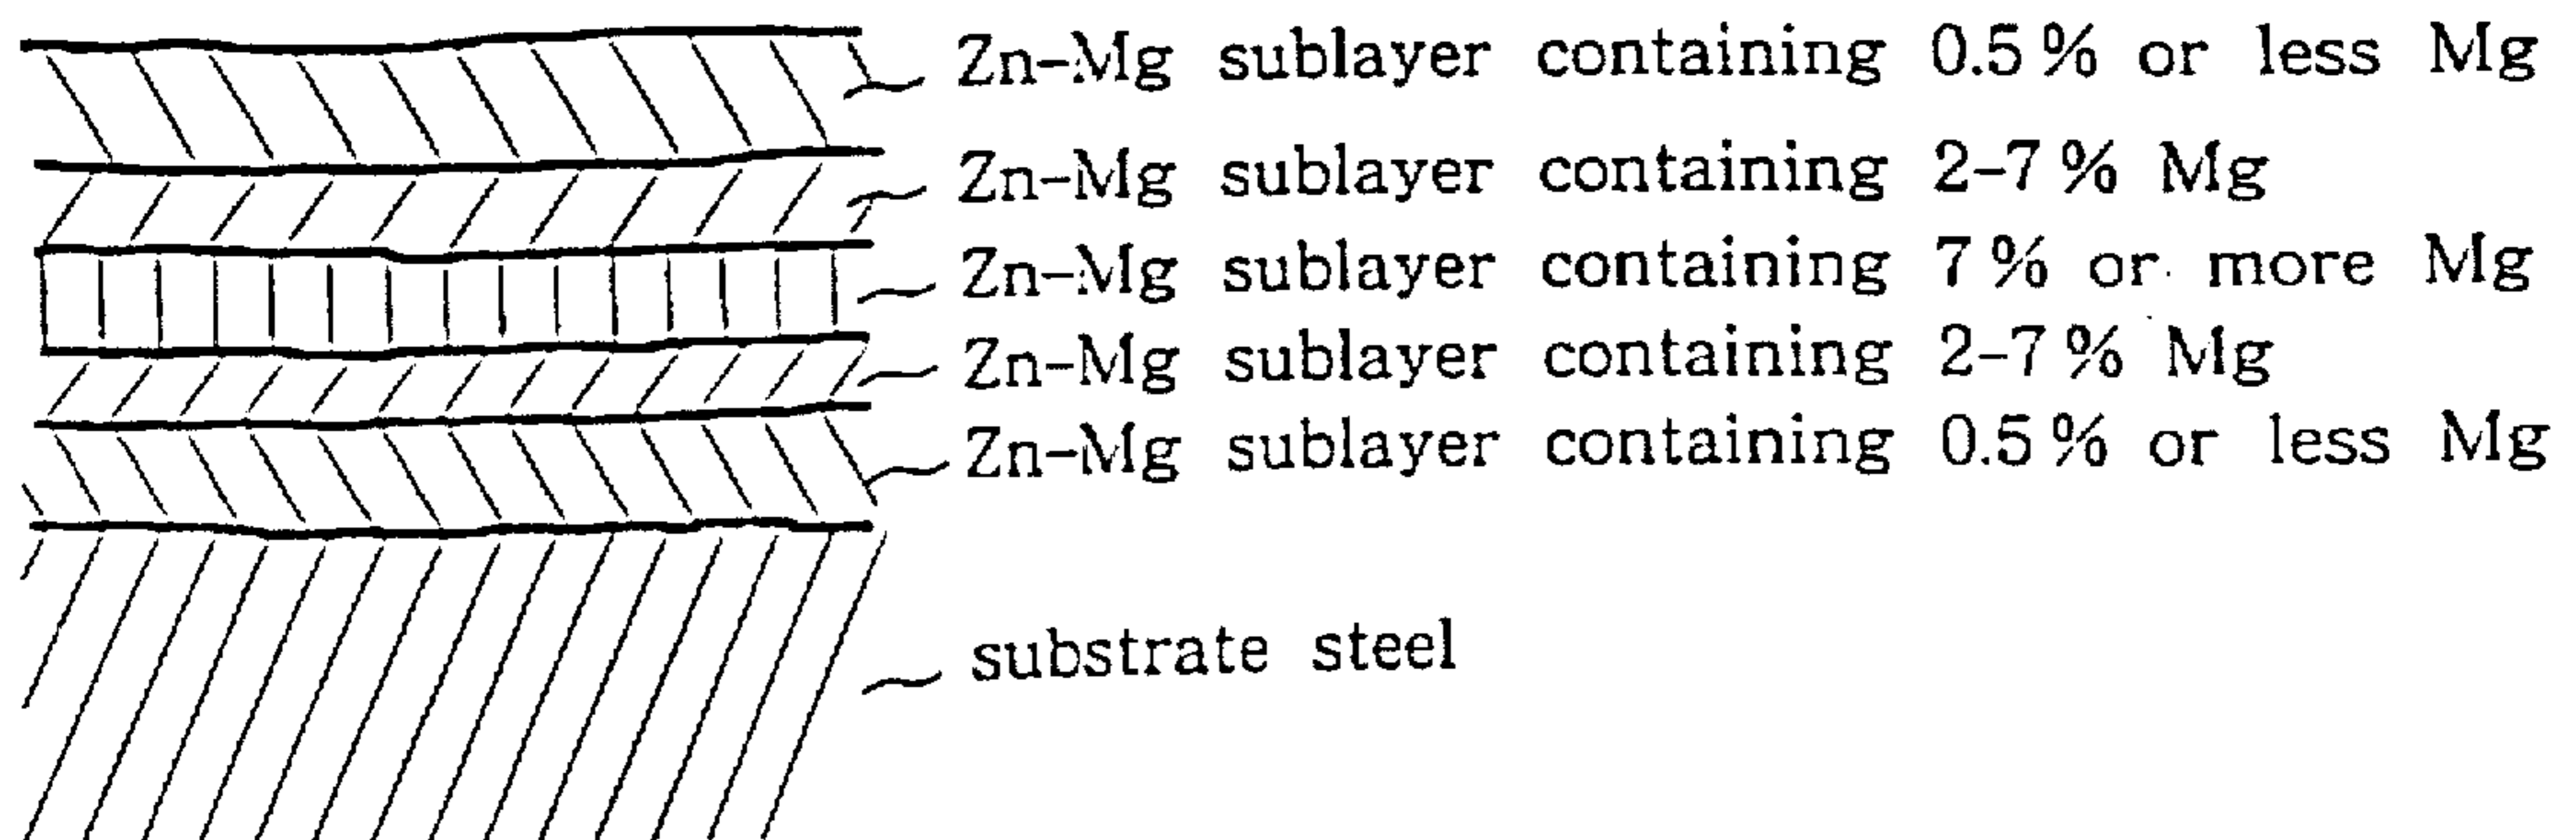 Zn-Mg sublayer containing 0.5% or less Mg
Zn-Mg sublayer containing 2-7% Mg
Zn-Mg sublayer containing 7% or more Mg
Zn-Mg sublayer containing 2-7% Mg
Zn-Mg sublayer containing 0.5% or less Mg
substrate steel